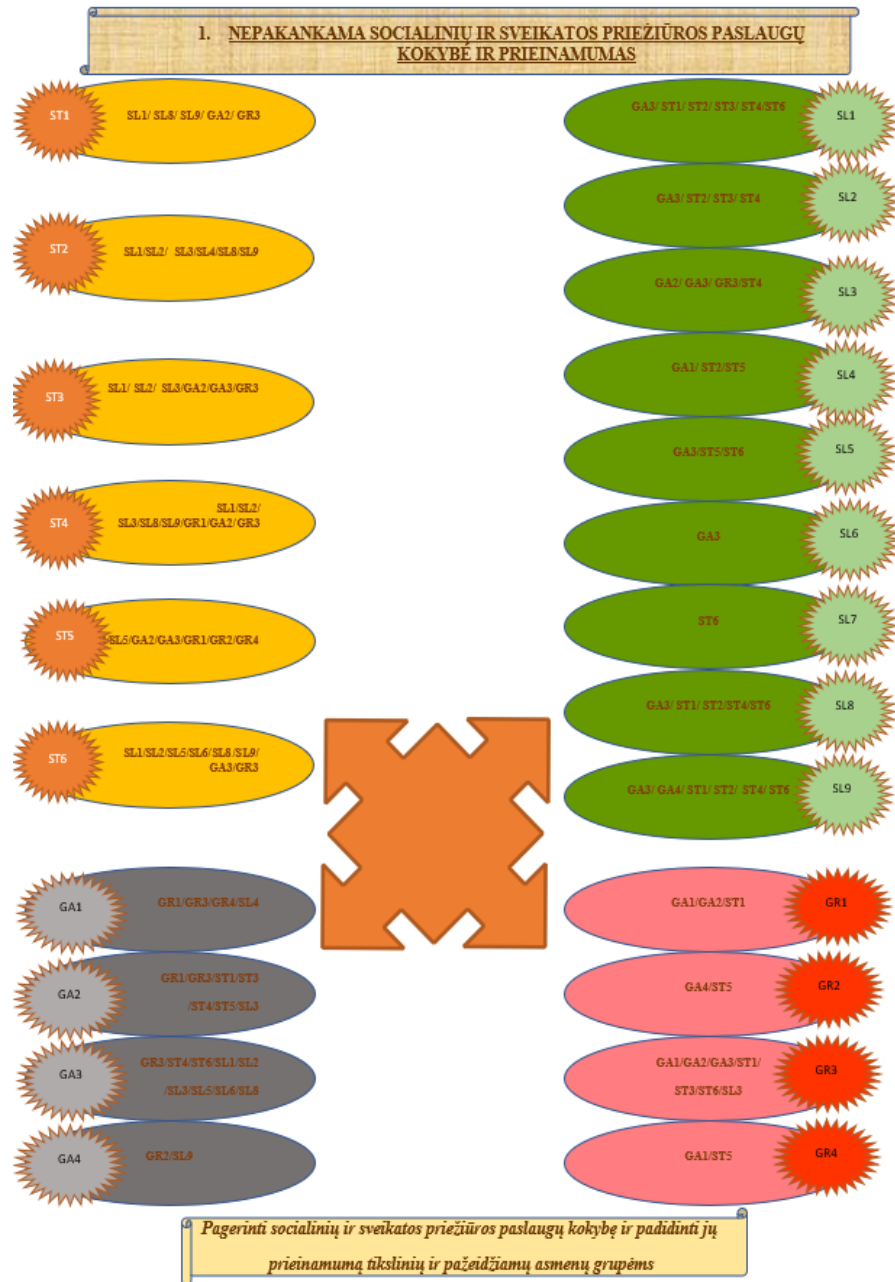 1. NEPAKANKAMA SOCIALINIŲ IR SVEIKATOS PRIEŽIŪROS PASLAUGŲ
KOKYBĖ IR PRIEINAMUMAS
ST1
SL1/ SL8/ SL9/ GA2/ GR3
ST2
SL1/SL2/ SL3/SL4/SL8/SL9
ST3
SL1/ SL2/ SL3/GA2/GA3/GR3
ST4
SL1/SL2/
SL3/SL8/SL9/GR1/GA2/GR3
ST5
SL5/GA2/GA3/GR1/GR2/GR4
ST6
SL1/SL2/SL5/SL6/SL8/SL9/
GA3/GR3
GA3/ ST1/ ST2/ ST3/ ST4/ST6
SL1
GA3/ ST2/ ST3/ ST4
SL2
GA2/ GA3/ GR3/ST4
SL3
GA1/ ST2/ST5
SL4
GA3/ST5/ST6
SL5
GA3
SL6
ST6
SL7
GA3/ ST1/ ST2/ST4/ST6
SL8
GA3/ GA4/ ST1/ ST2/ ST4/ ST6
SL9
GA1
GR1/GR3/GR4/SL4
GA2
GR1/GR3/ST1/ST3
/ST4/ST5/SL3
GA3
GR3/ST4/ST6/SL1/SL2
/SL3/SL5/SL6/SL8
GA4
GR2/SL9
GA1/GA2/ST1
GR1
GA4/ST5
GR2
GA1/GA2/GA3/ST1/
ST3/ST6/SL3
GR3
GA1/ST5
GR4
Pagerinti socialinių ir sveikatos priežiūros paslaugų kokybę ir padidinti jų
prieinamumą tikslinių ir pažeidžiamų asmenų grupėms